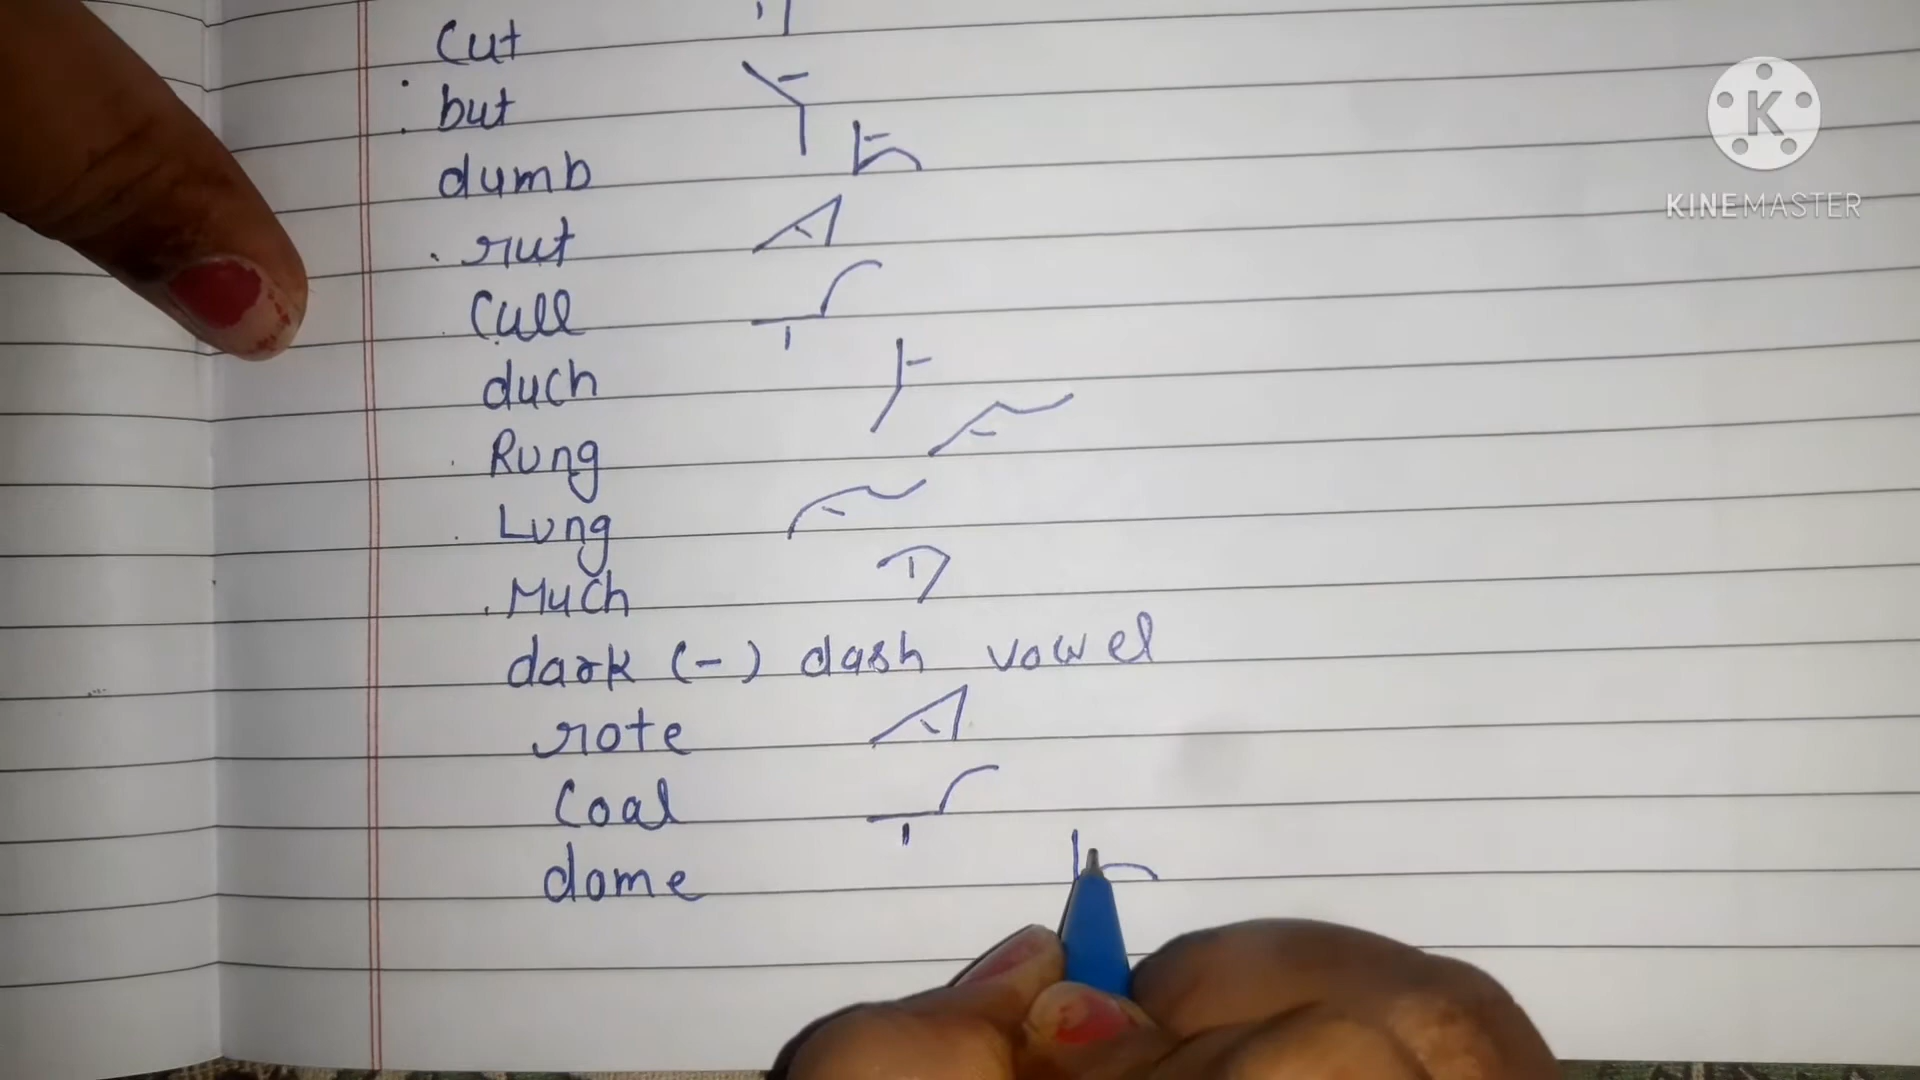 cut
but
dumb
rut
Cull
duch
Rung
Lung
Much
dark (-) dash vowel
rote
Coal
dome
K
KINEMASTER